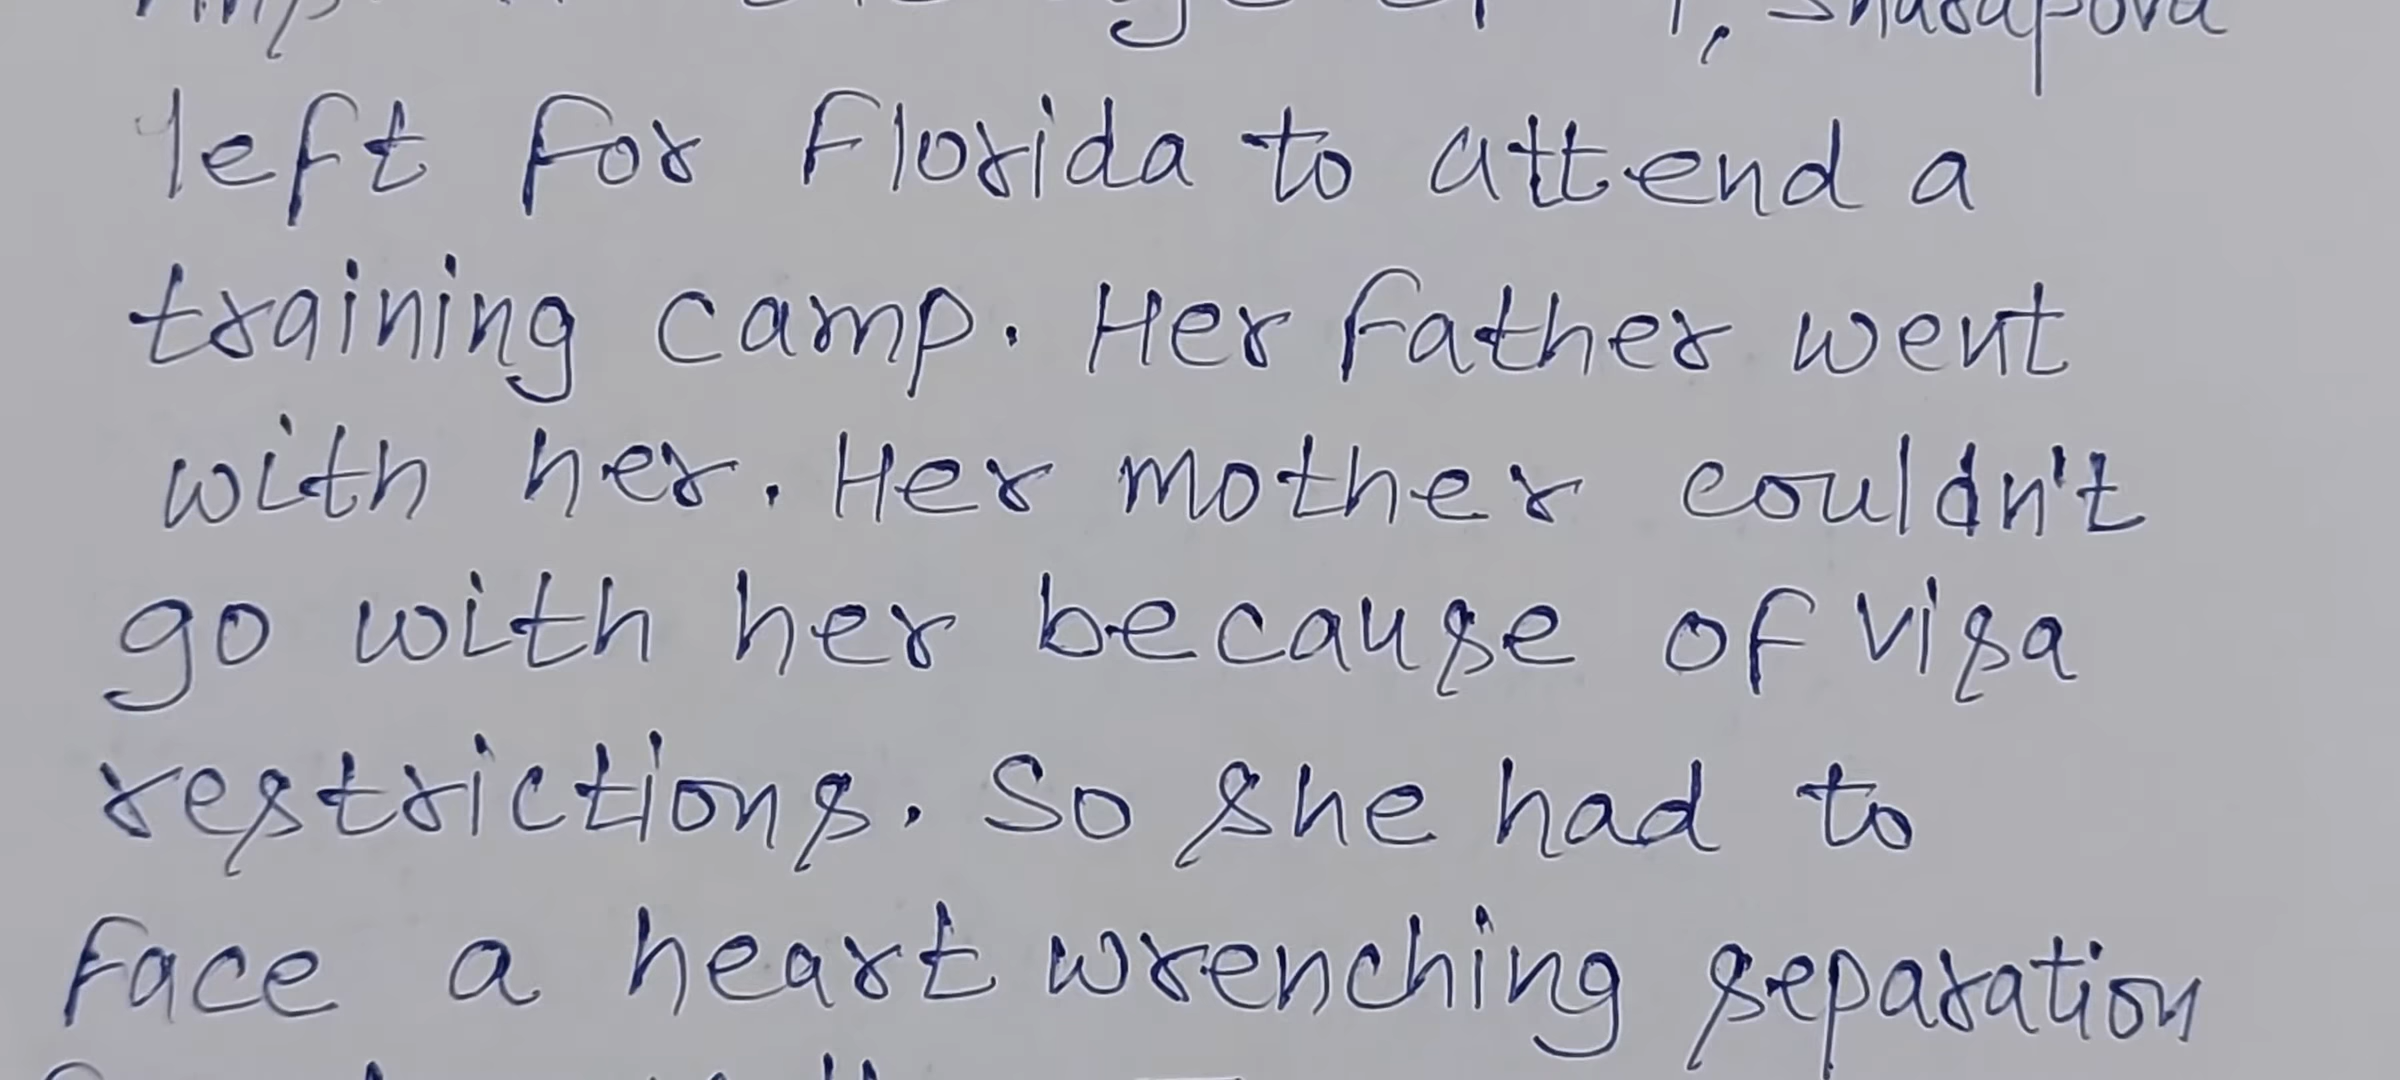 Sharapova
left for Florida to attend a
training camp. Her father went
with her. Her mother couldn't
go with her because of visa
restrictions. So she had to
face a heart wrenching separation